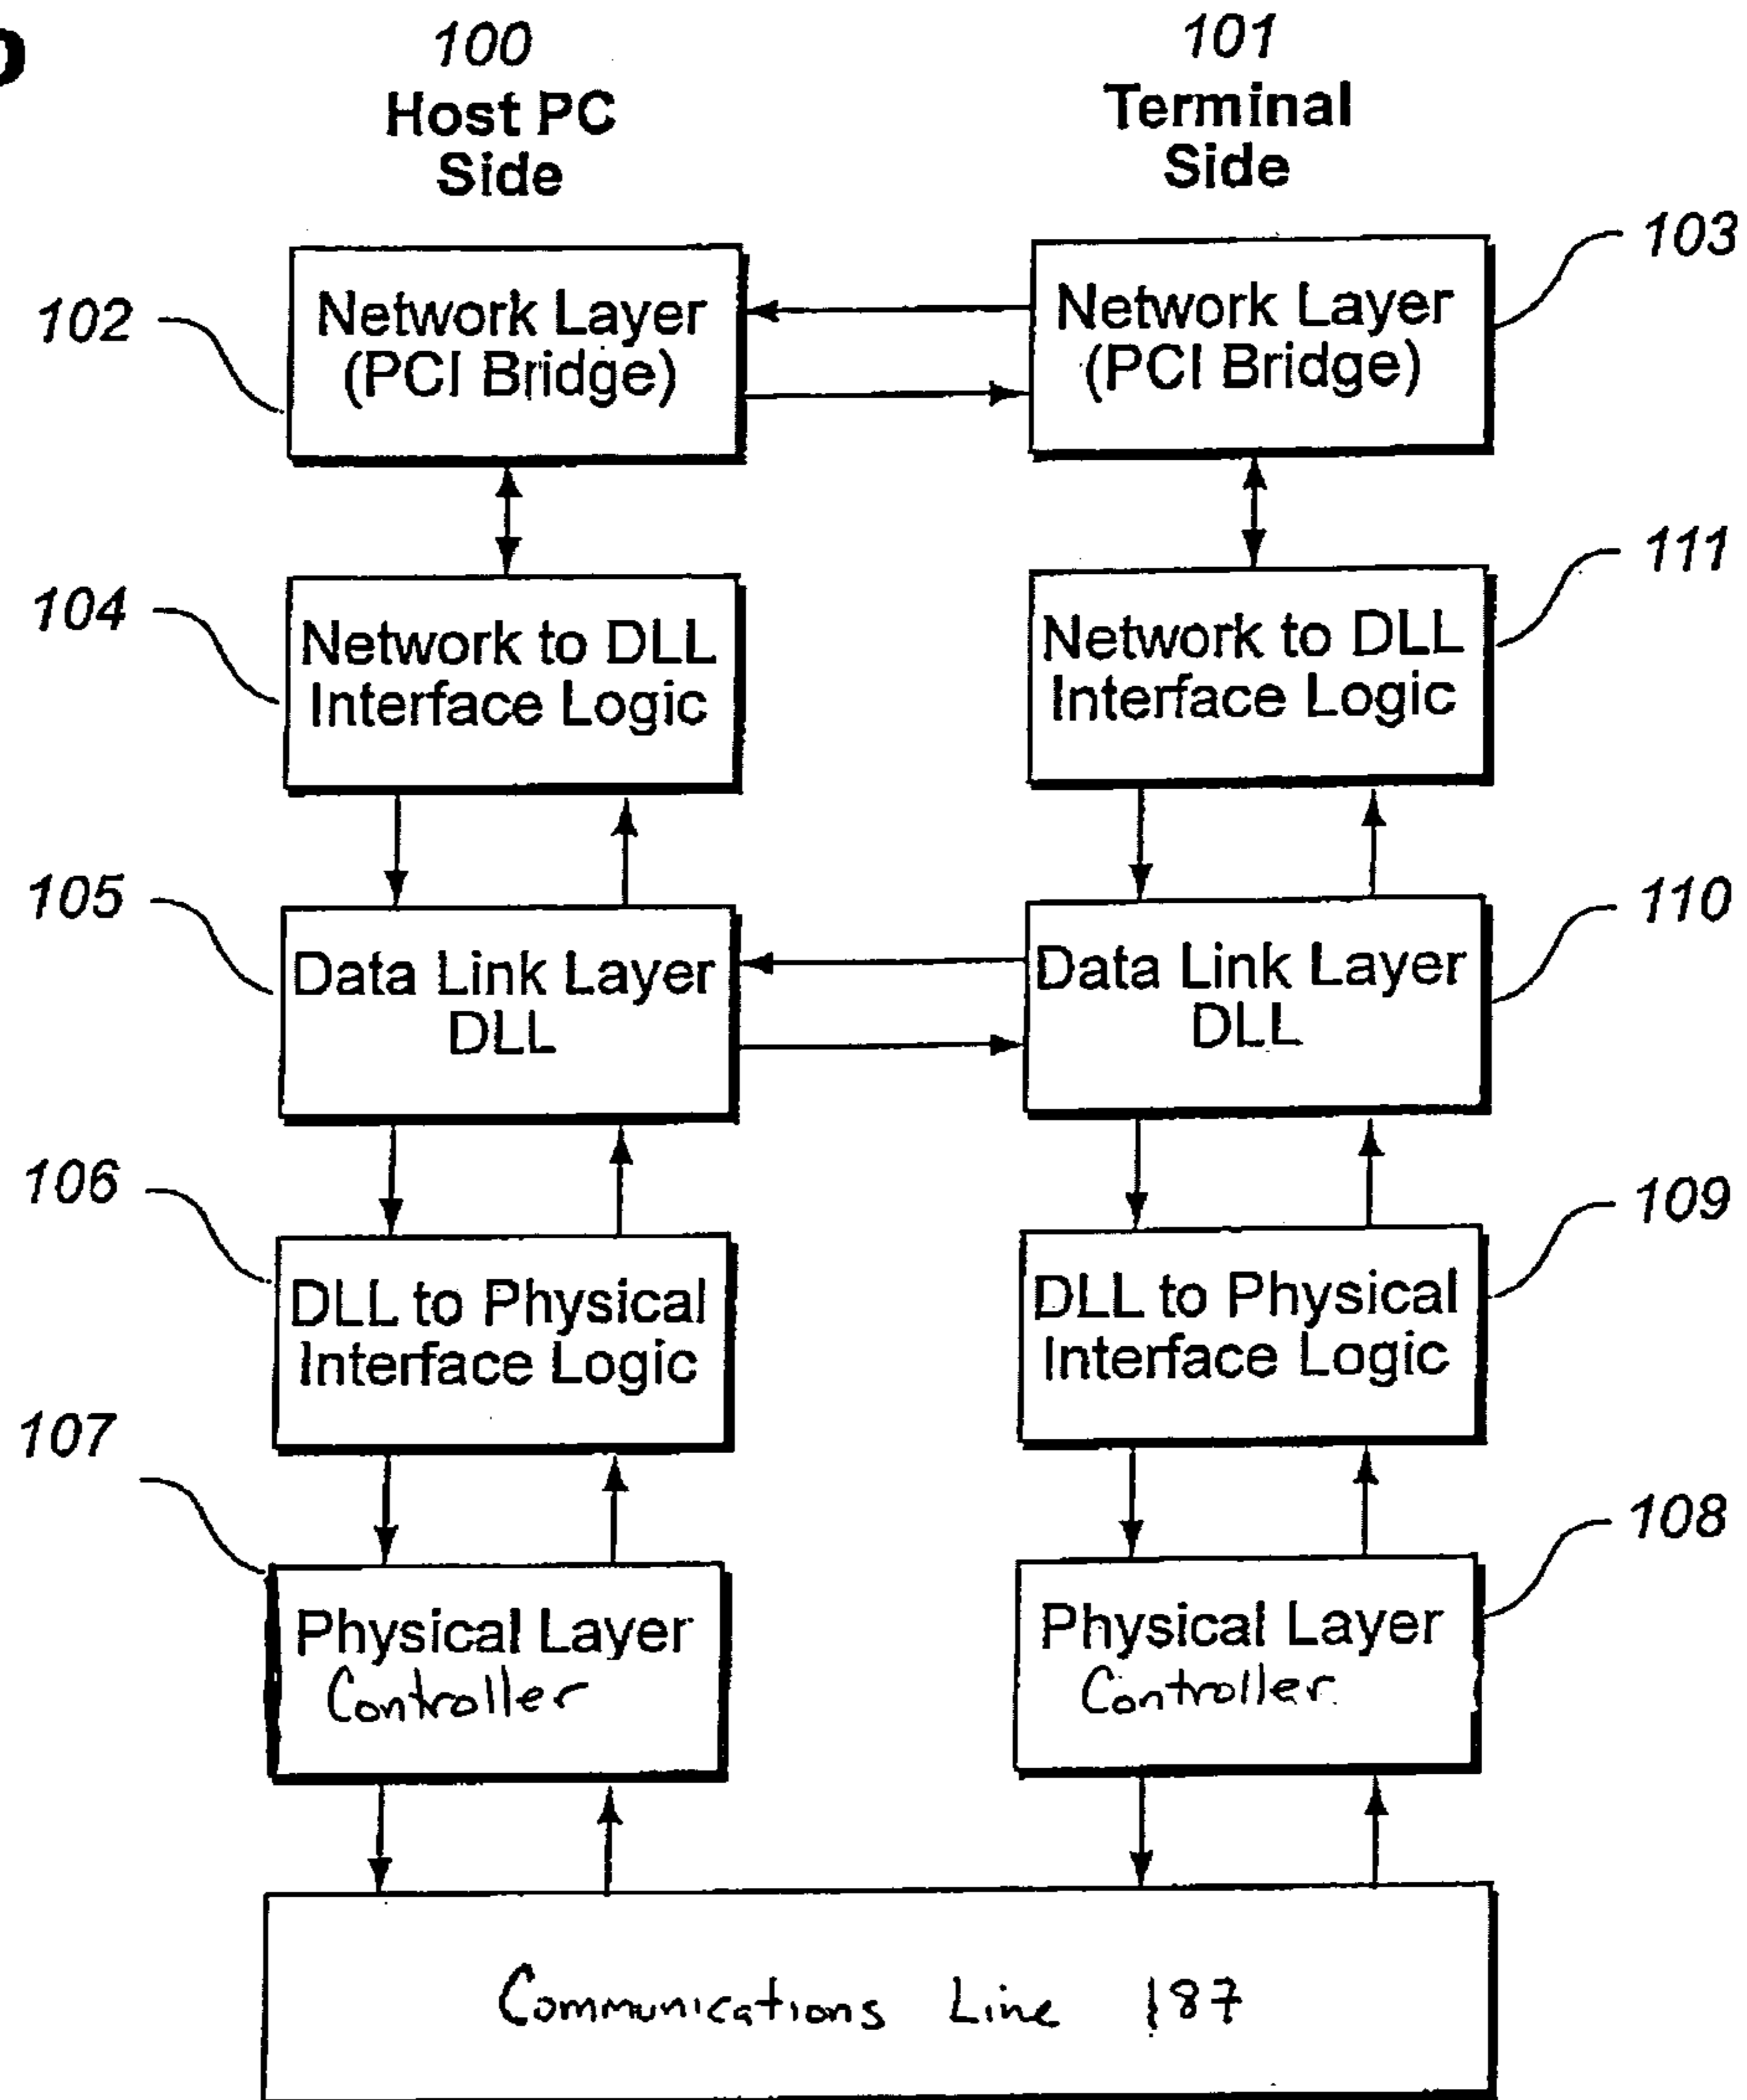 100
Host PC
Side
101
Terminal
Side
102
Network Layer
(PCI Bridge)
Network Layer
(PCI Bridge)
103
104
Network to DLL
Interface Logic
Network to DLL
Interface Logic
111
105
Data Link Layer
DLL
Data Link Layer
DLL
110
106
DLL to Physical
Interface Logic
DLL to Physical
Interface Logic
109
107
Physical Layer
Controller
Physical Layer
Controller
108
Communications Line 187